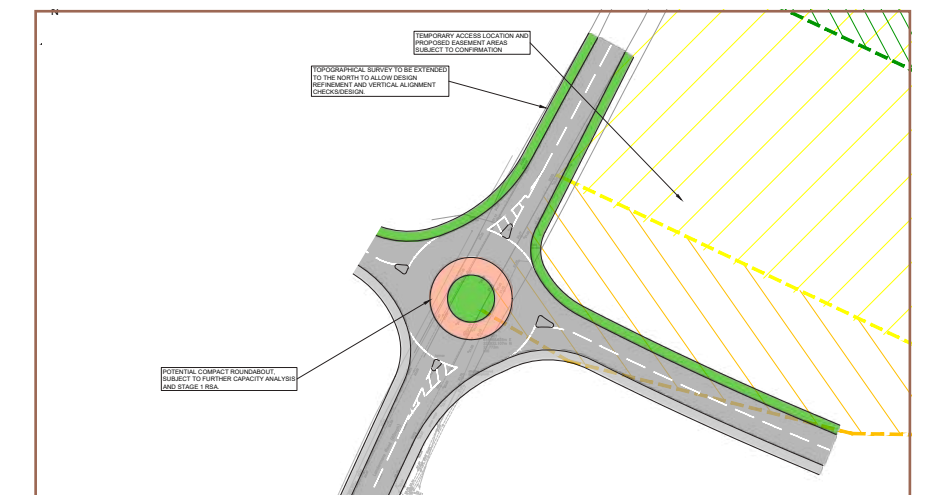 N
TEMPORARY ACCESS LOCATION AND
PROPOSED EASEMENT AREAS
SUBJECT TO CONFIRMATION
TOPOGRAPHICAL SURVEY TO BE EXTENDED
TO THE NORTH TO ALLOW DESIGN
REFINEMENT AND VERTICAL ALIGNMENT
CHECKS/DESIGN.
POTENTIAL COMPACT ROUNDABOUT,
SUBJECT TO FURTHER CAPACITY ANALYSIS
AND STAGE 1 RSA.